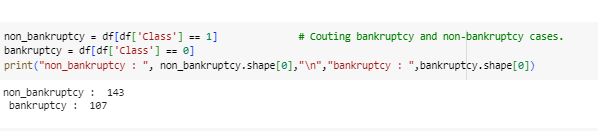 non_bankruptcy = df[df['Class'] == 1] # Couting bankruptcy and non-bankruptcy cases.
bankruptcy = df[df['Class'] == 0]
print("non_bankruptcy : ", non_bankruptcy.shape[0],"\n","bankruptcy : ",bankruptcy.shape[0])
non_bankruptcy : 143
bankruptcy : 107